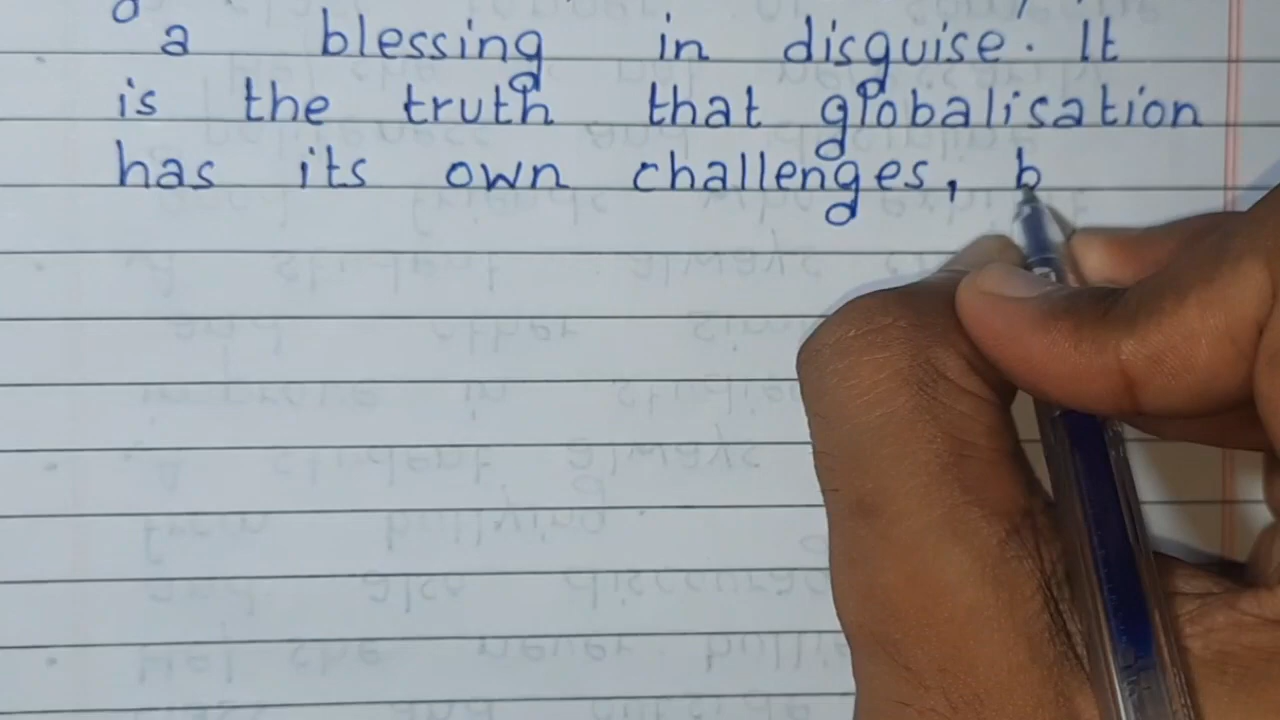 a blessing in disguise. It
is the truth that globalisation
has its own challenges, b